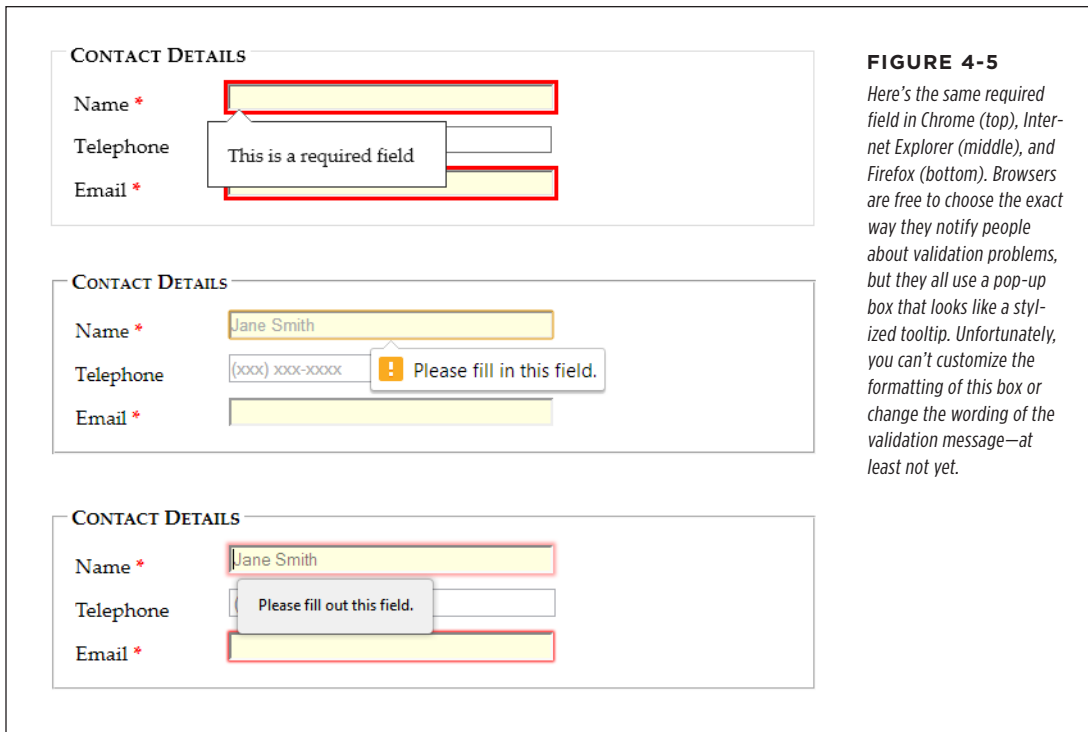 CONTACT DETAILS
Name *
Telephone
This is a required field
Email *
CONTACT DETAILS
Name *
Jane Smith
Telephone
(xxx) xxx-xxxx
Please fill in this field.
Email *
CONTACT DETAILS
Name *
Jane Smith
Telephone
(
Please fill out this field.
Email *
FIGURE 4-5
Here's the same required
field in Chrome (top), Inter-
net Explorer (middle), and
Firefox (bottom). Browsers
are free to choose the exact
way they notify people
about validation problems,
but they all use a pop-up
box that looks like a styl-
ized tooltip. Unfortunately,
you can't customize the
formatting of this box or
change the wording of the
validation message—at
least not yet.